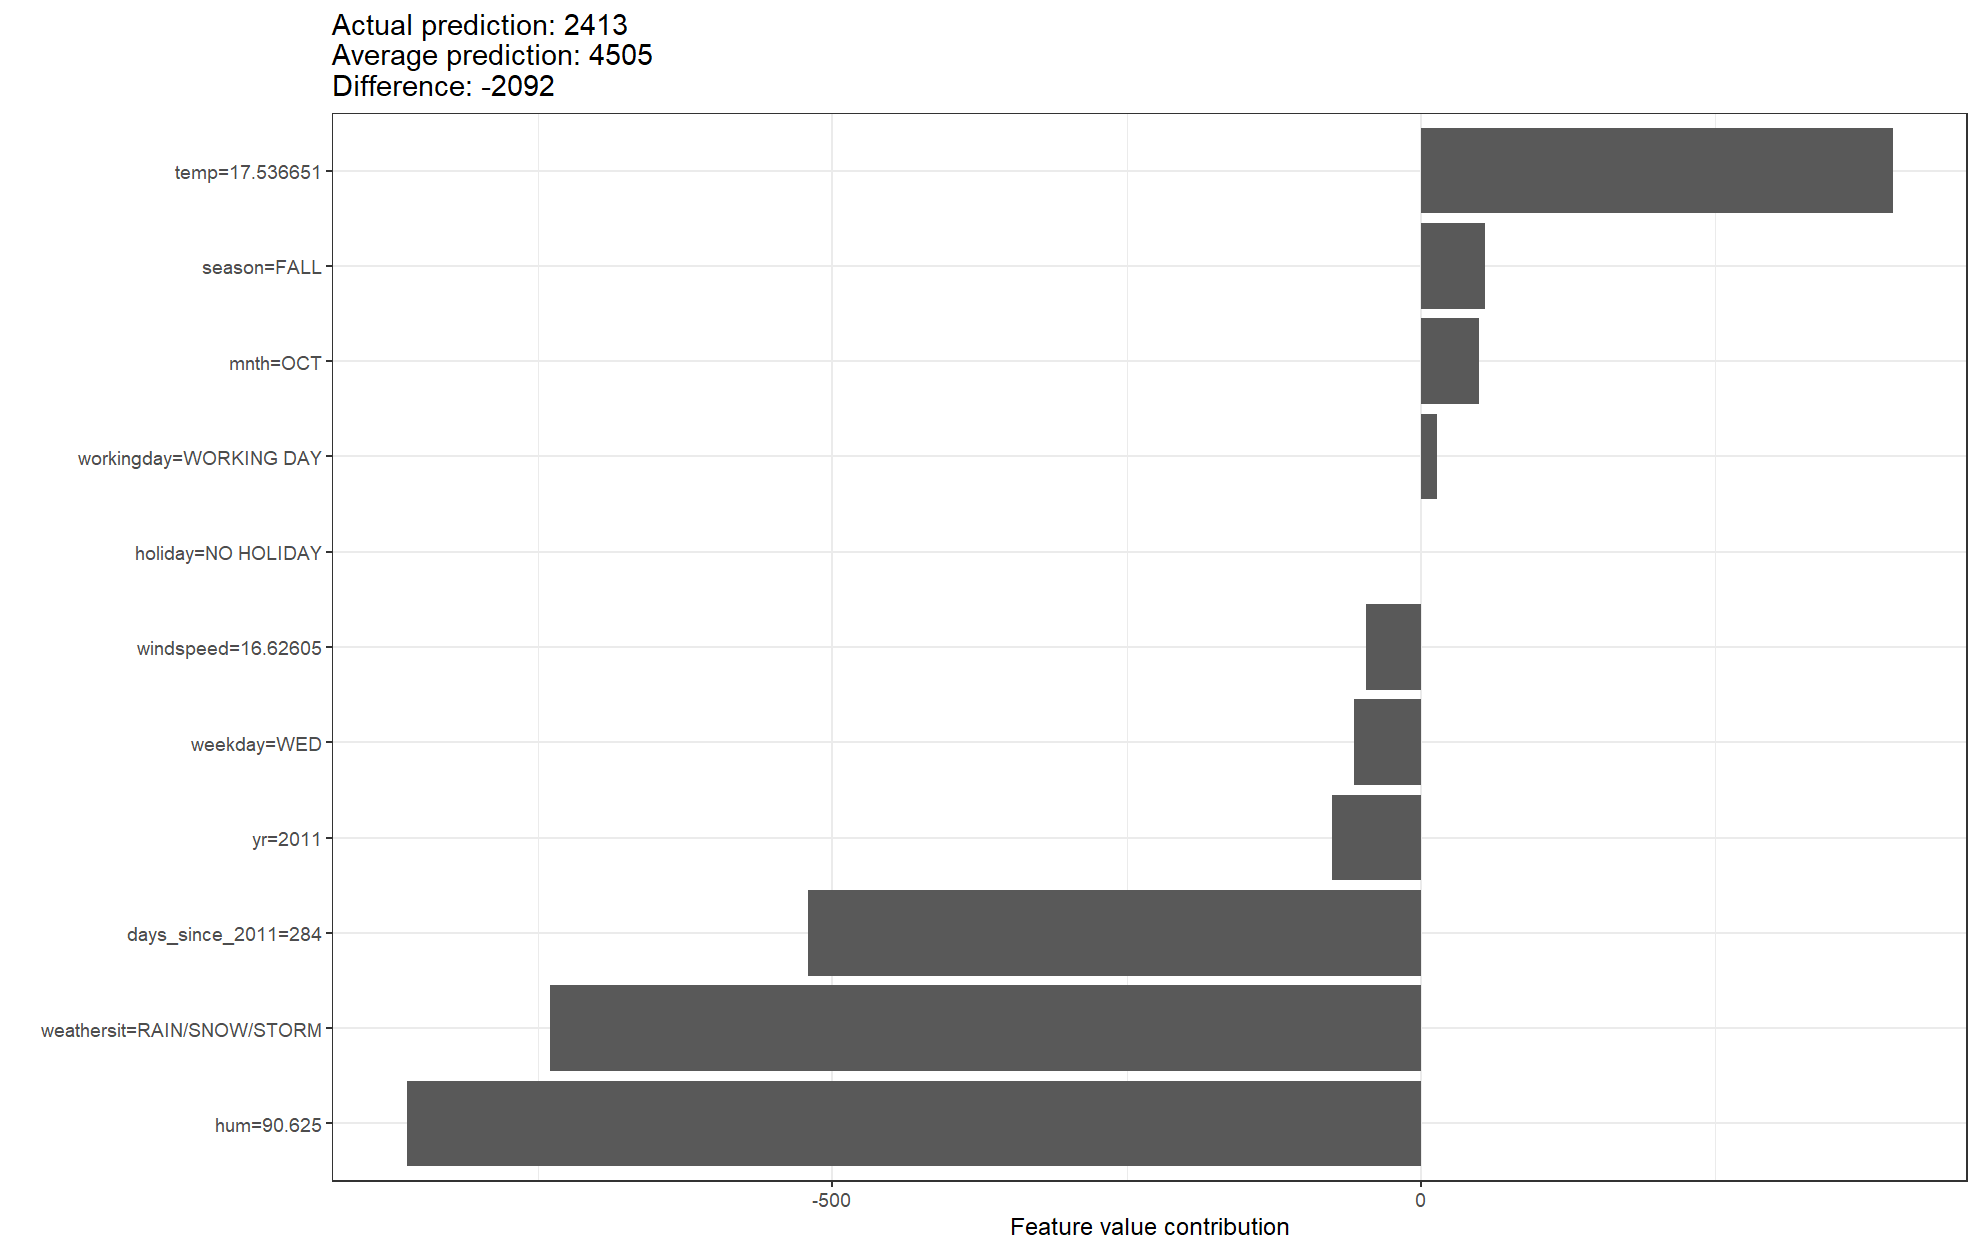 Actual prediction: 2413
Average prediction: 4505
Difference: -2092
temp=17.536651
season=FALL
mnth=OCT
workingday=WORKING DAY
holiday=NO HOLIDAY
windspeed=16.62605
weekday=WED
yr=2011
days_since_2011=284
weathersit=RAIN/SNOW/STORM
hum=90.625
-500 0
Feature value contribution